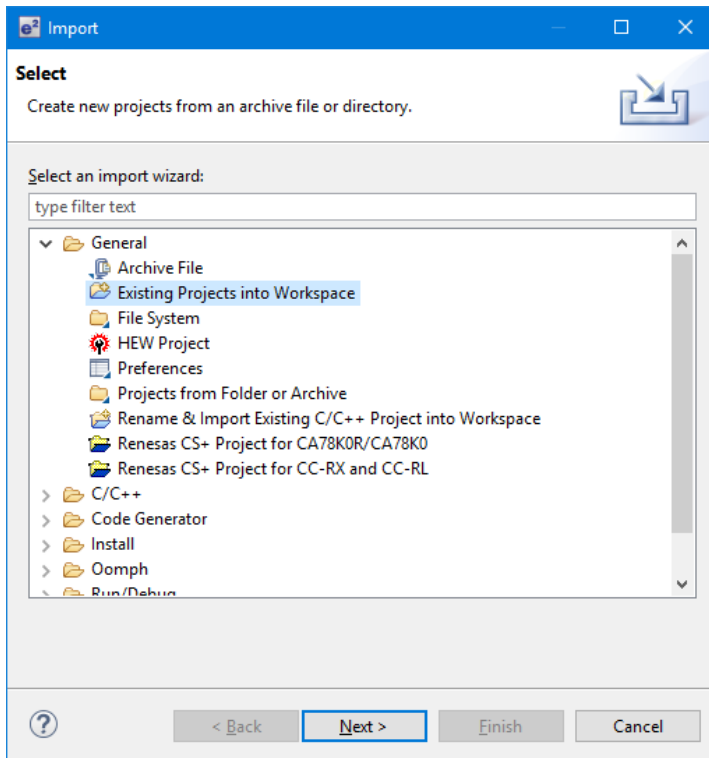 e² Import
Select
Create new projects from an archive file or directory.
Select an import wizard:
type filter text
General
Archive File
Existing Projects into Workspace
File System
HEW Project
Preferences
Projects from Folder or Archive
Rename & Import Existing C/C++ Project into Workspace
Renesas CS+ Project for CA78K0R/CA78K0
Renesas CS+ Project for CC-RX and CC-RL
C/C++
Code Generator
Install
Oomph
Run/Debug
? < Back Next > Finish Cancel